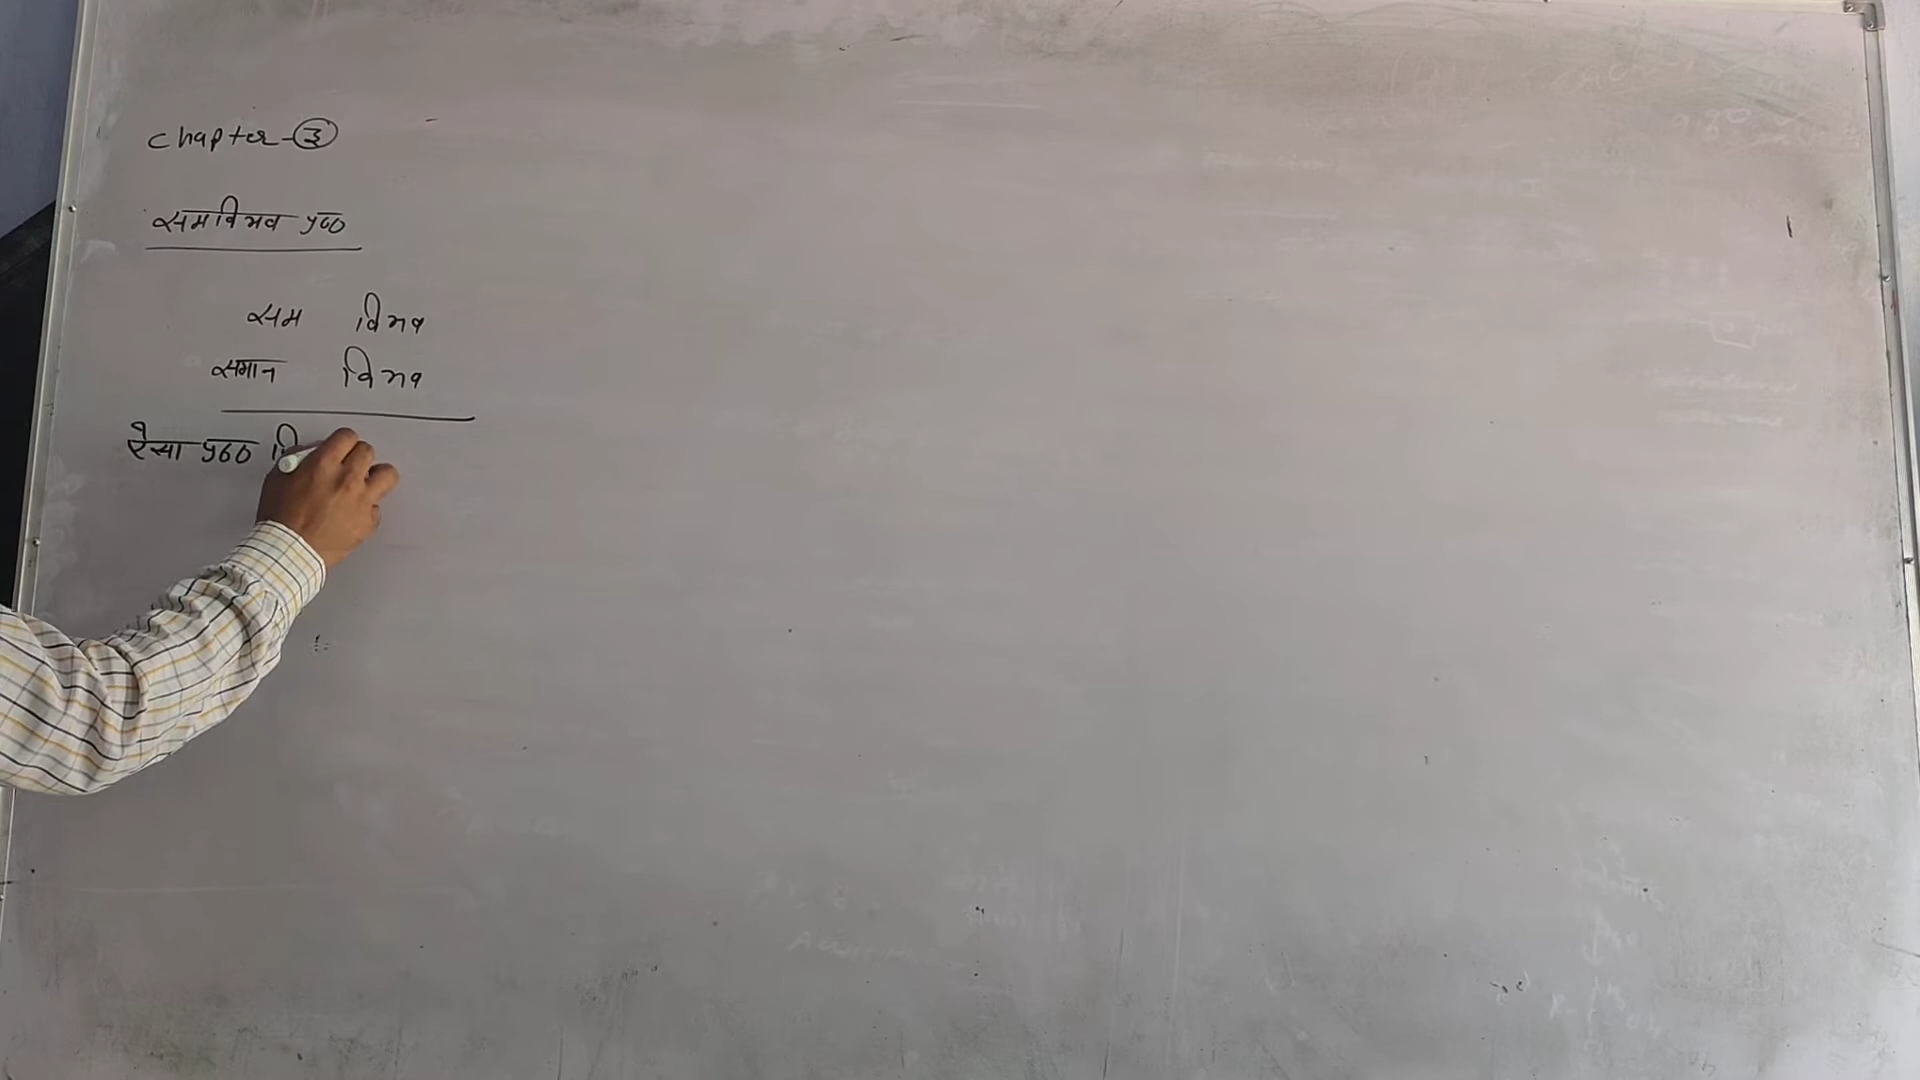 Chapter-③
समविभव पृष्ठ
सम विभव
समान विभव
ऐसा पृष्ठ